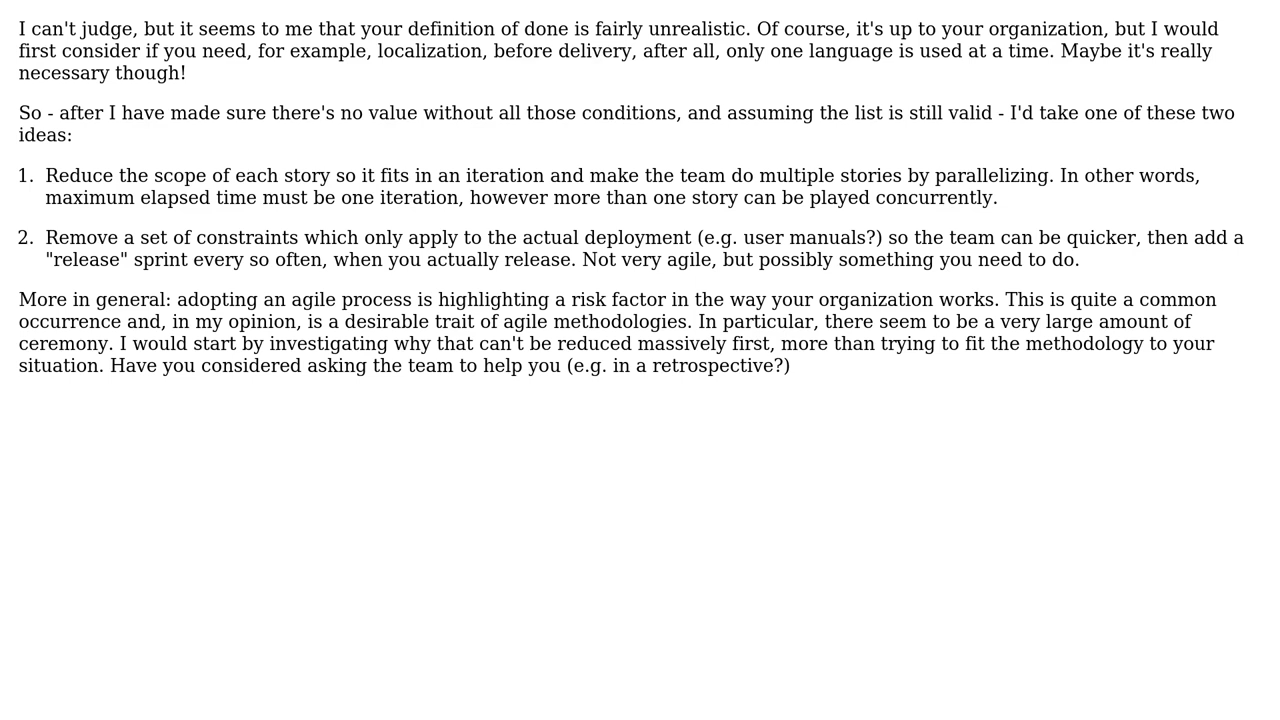 I can't judge, but it seems to me that your definition of done is fairly unrealistic. Of course, it's up to your organization, but I would
first consider if you need, for example, localization, before delivery, after all, only one language is used at a time. Maybe it's really
necessary though!
So - after I have made sure there's no value without all those conditions, and assuming the list is still valid - I'd take one of these two
ideas:
1. Reduce the scope of each story so it fits in an iteration and make the team do multiple stories by parallelizing. In other words,
maximum elapsed time must be one iteration, however more than one story can be played concurrently.
2. Remove a set of constraints which only apply to the actual deployment (e.g. user manuals?) so the team can be quicker, then add a
"release" sprint every so often, when you actually release. Not very agile, but possibly something you need to do.
More in general: adopting an agile process is highlighting a risk factor in the way your organization works. This is quite a common
occurrence and, in my opinion, is a desirable trait of agile methodologies. In particular, there seem to be a very large amount of
ceremony. I would start by investigating why that can't be reduced massively first, more than trying to fit the methodology to your
situation. Have you considered asking the team to help you (e.g. in a retrospective?)